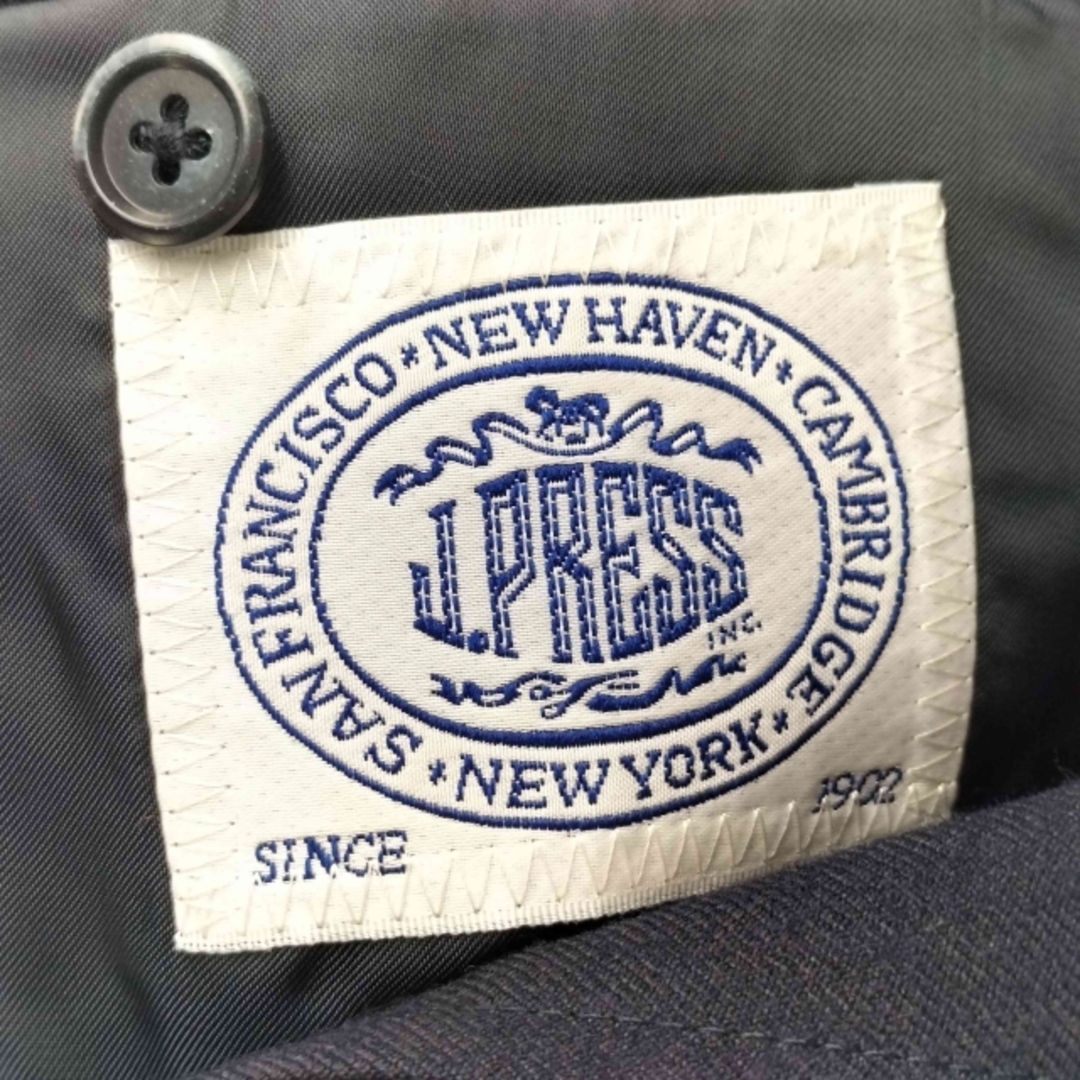 SAN FRANCISCO * NEW HAVEN * CAMBRIDGE * NEW YORK *
J.PRESS
INC.
SINCE 1902